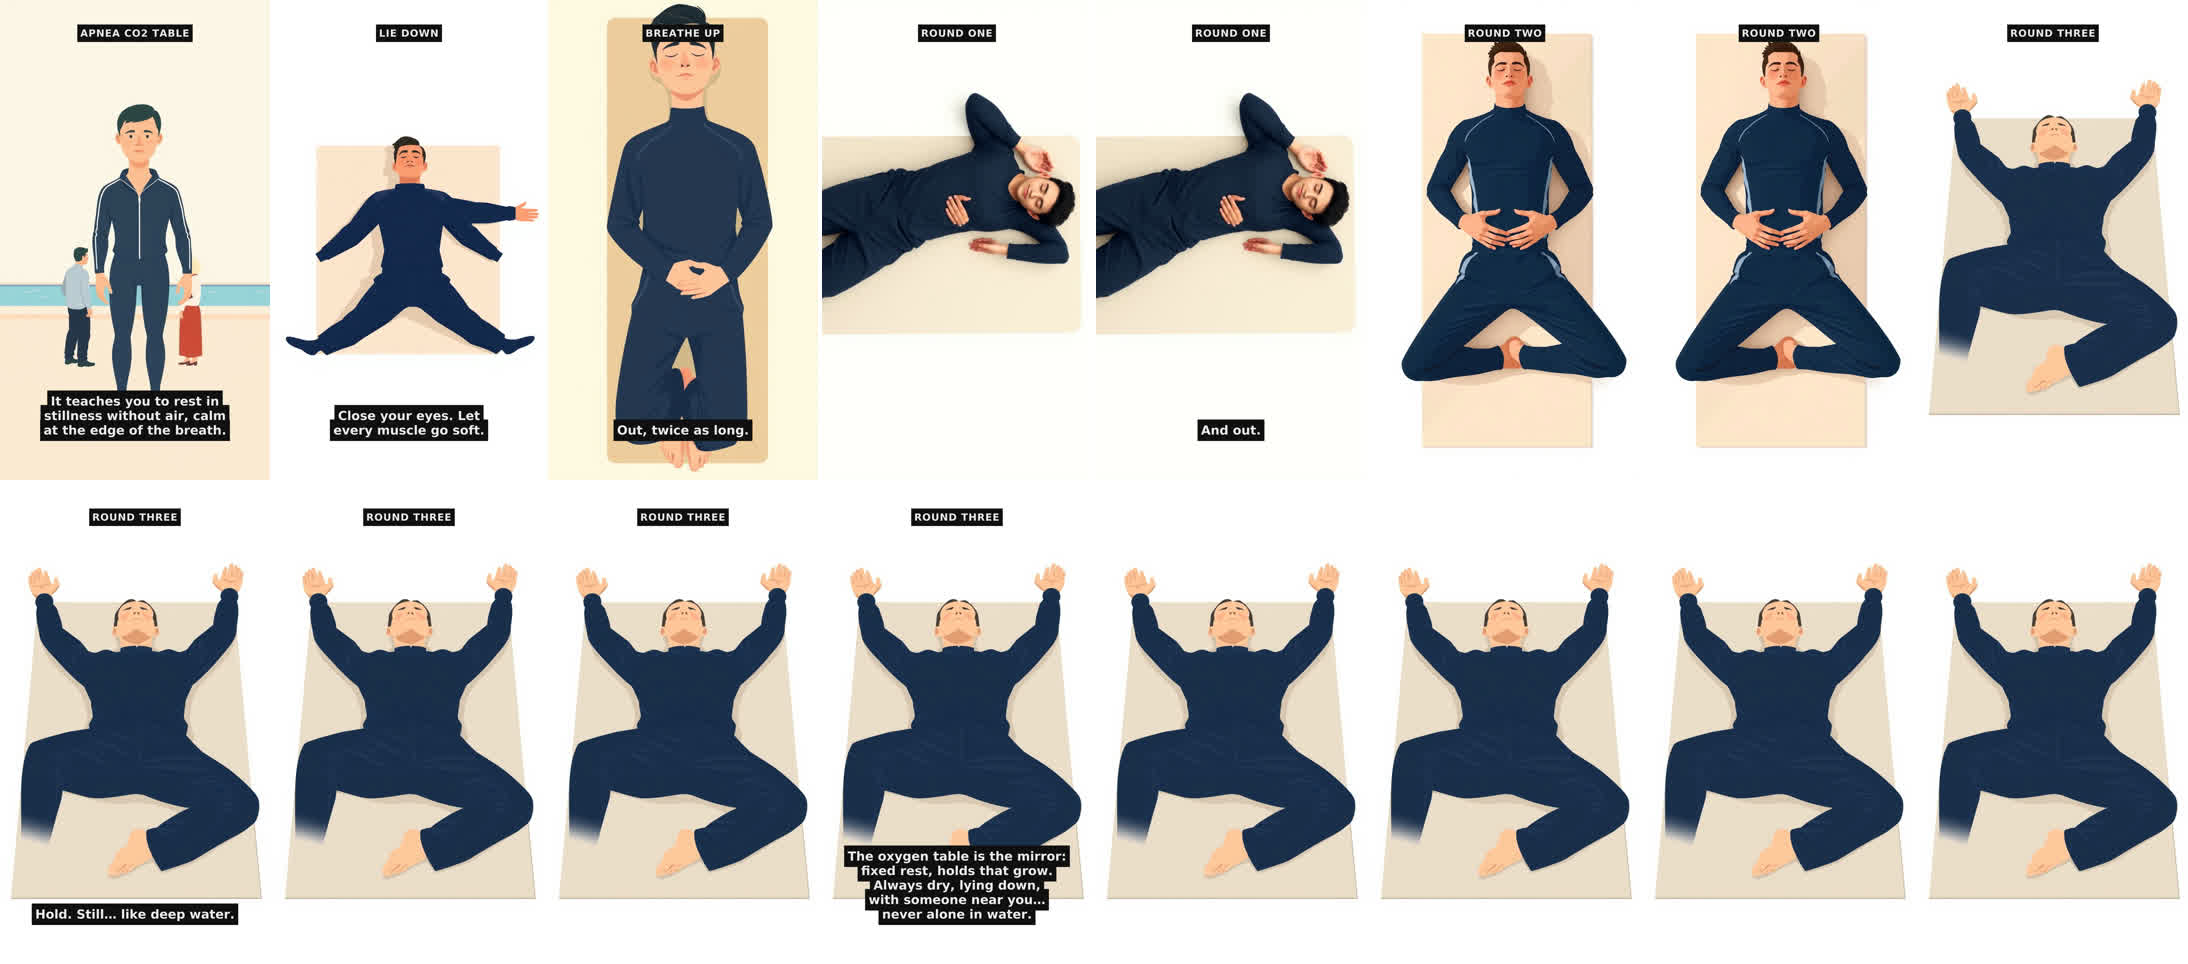 APNEA CO2 TABLE
It teaches you to rest in
stillness without air, calm
at the edge of the breath.
LIE DOWN
Close your eyes. Let
every muscle go soft.
BREATHE UP
Out, twice as long.
ROUND ONE
ROUND ONE
And out.
ROUND TWO
ROUND TWO
ROUND THREE
ROUND THREE
Hold. Still… like deep water.
ROUND THREE
ROUND THREE
ROUND THREE
The oxygen table is the mirror:
fixed rest, holds that grow.
Always dry, lying down,
with someone near you…
never alone in water.